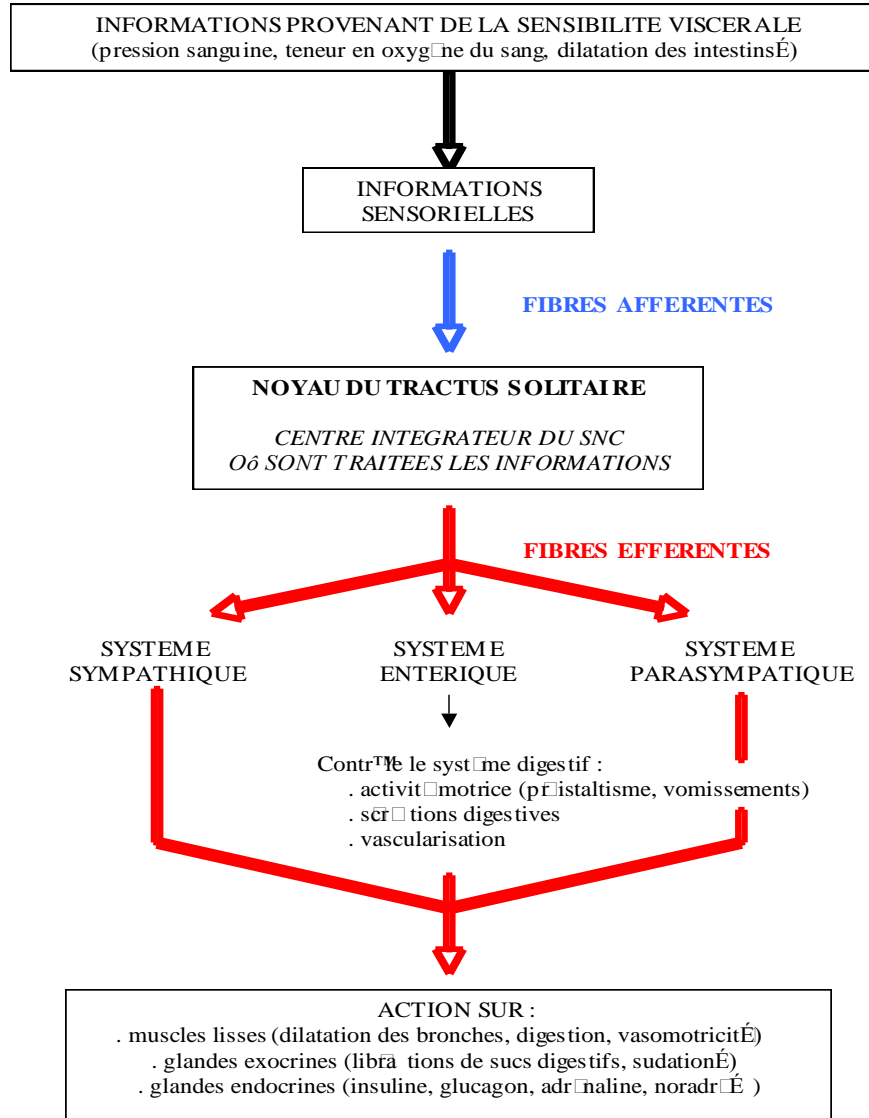 INFORMATIONS PROVENANT DE LA SENSIBILITE VISCERALE
(pression sanguine, teneur en oxyg□ne du sang, dilatation des intestinsÉ)
INFORMATIONS
SENSORIELLES
FIBRES AFFERENTES
NOYAU DU TRACTUS SOLITAIRE
CENTRE INTEGRATEUR DU SNC
Oô SONT TRAITEES LES INFORMATIONS
FIBRES EFFERENTES
SYSTEME
SYMPATHIQUE
SYSTEME
ENTERIQUE
SYSTEME
PARASYMPATIQUE
Contr™le le syst□me digestif :
. activit□ motrice (pr□istaltisme, vomissements)
. scr□tions digestives
. vascularisation
ACTION SUR :
. muscles lisses (dilatation des bronches, digestion, vasomotricitÉ)
. glandes exocrines (libra tions de sucs digestifs, sudationÉ)
. glandes endocrines (insuline, glucagon, adr□naline, noradr□É )